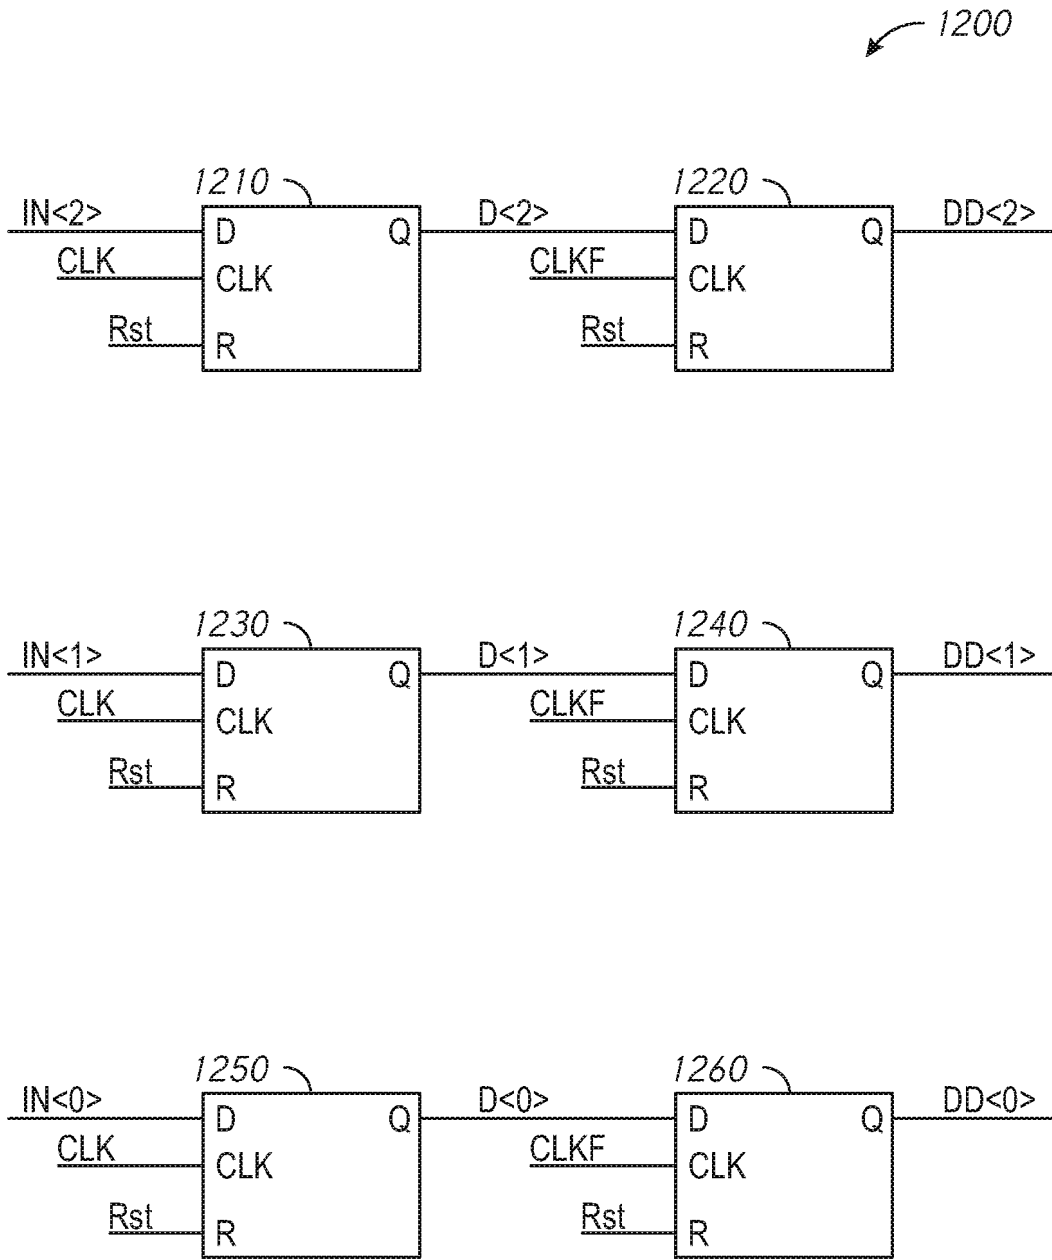 1200
1210 1220
IN<2> D<2> DD<2>
D Q D Q
CLK CLK CLKF CLK
Rst R Rst R
1230 1240
IN<1> D<1> DD<1>
D Q D Q
CLK CLK CLKF CLK
Rst R Rst R
1250 1260
IN<0> D<0> DD<0>
D Q D Q
CLK CLK CLKF CLK
Rst R Rst R